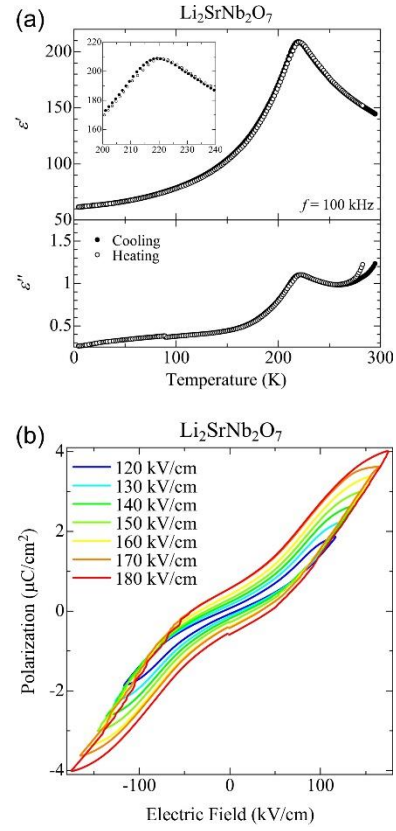 (a)
Li2SrNb2O7
220
210
200
190
180
170
160
200 210 220 230 240
200
150
100
50
ε'
f = 100 kHz
1.5
1
0.5
ε"
Cooling
Heating
0 100 200 300
Temperature (K)
(b)
Li2SrNb2O7
4
2
0
-2
-4
Polarization (μC/cm2)
120 kV/cm
130 kV/cm
140 kV/cm
150 kV/cm
160 kV/cm
170 kV/cm
180 kV/cm
-100 0 100
Electric Field (kV/cm)